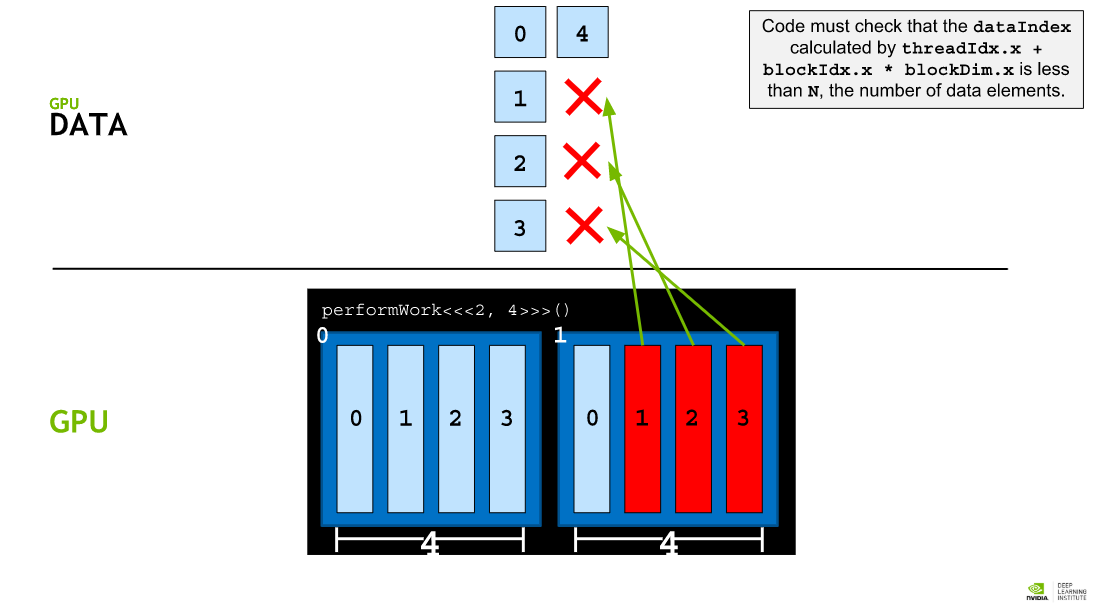 0 4
Code must check that the dataIndex
calculated by threadIdx.x +
blockIdx.x * blockDim.x is less
than N, the number of data elements.
GPU
DATA
1
2
3
performWork<<<2, 4>>>()
0 1
GPU
0 1 2 3 0 1 2 3
4 4
NVIDIA
DEEP
LEARNING
INSTITUTE